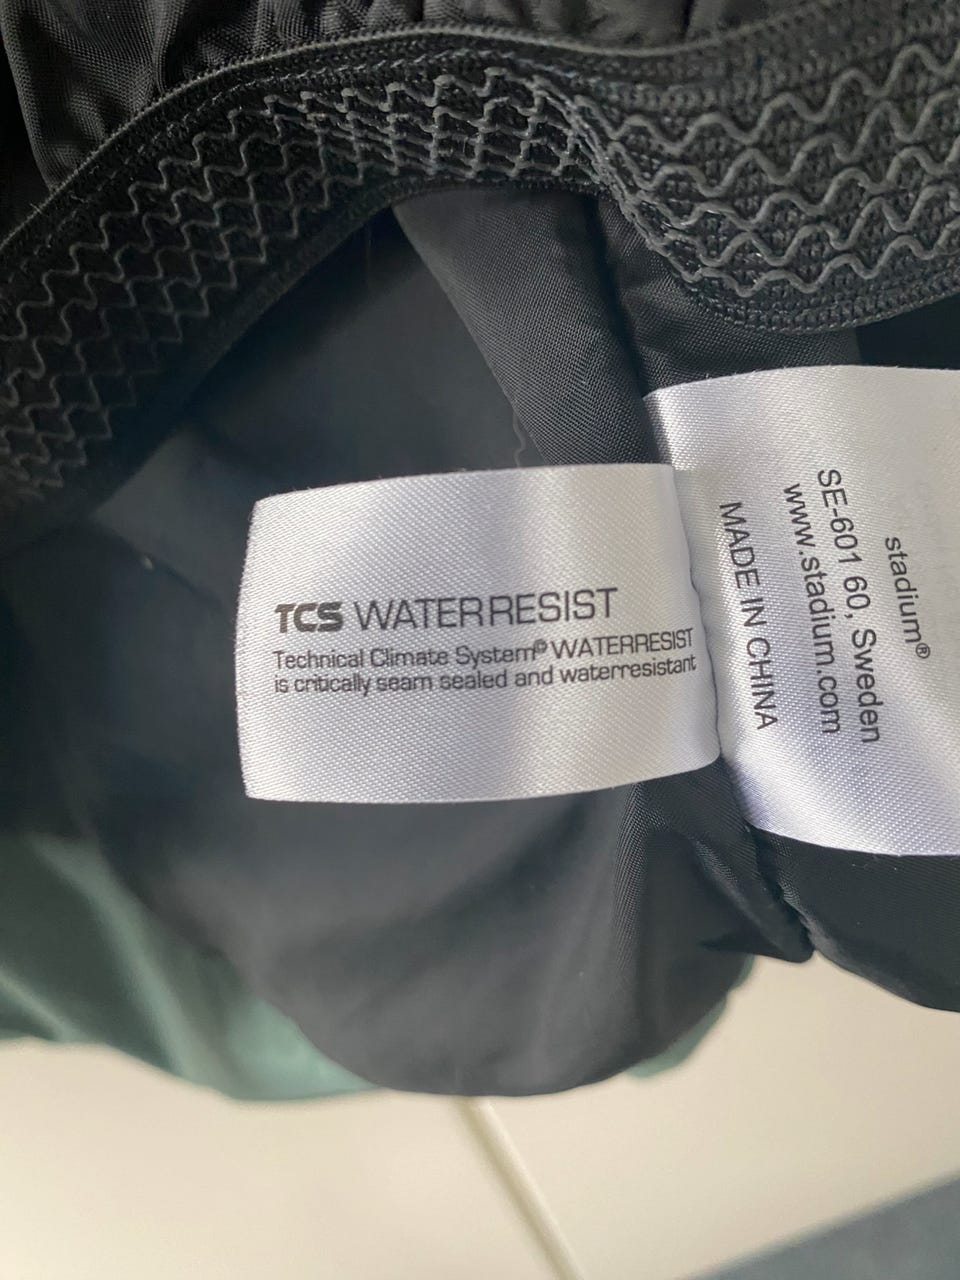 TCS WATERRESIST
Technical Climate System® WATERRESIST
is critically seam sealed and waterresistant
stadium®
SE-601 60, Sweden
www.stadium.com
MADE IN CHINA